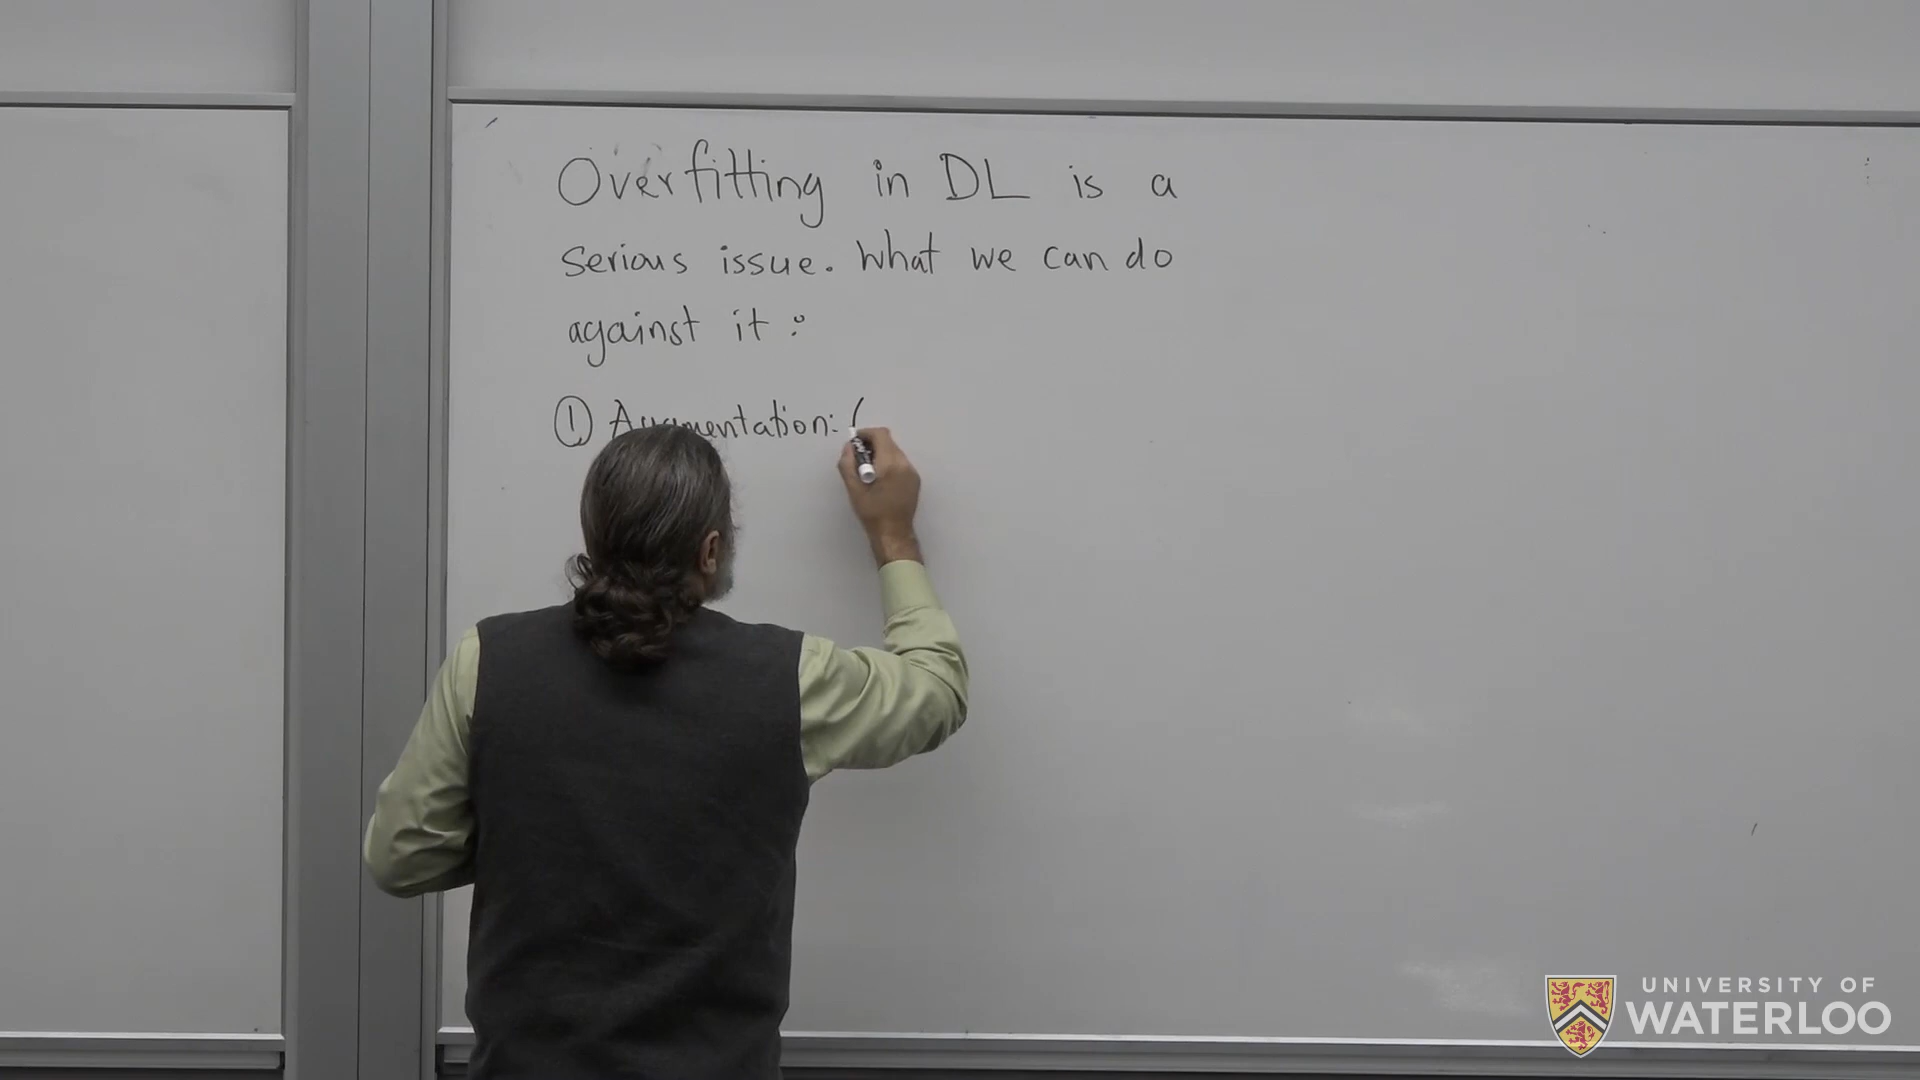 Overfitting in DL is a
serious issue. What we can do
against it :
① Augmentation: (
UNIVERSITY OF
WATERLOO